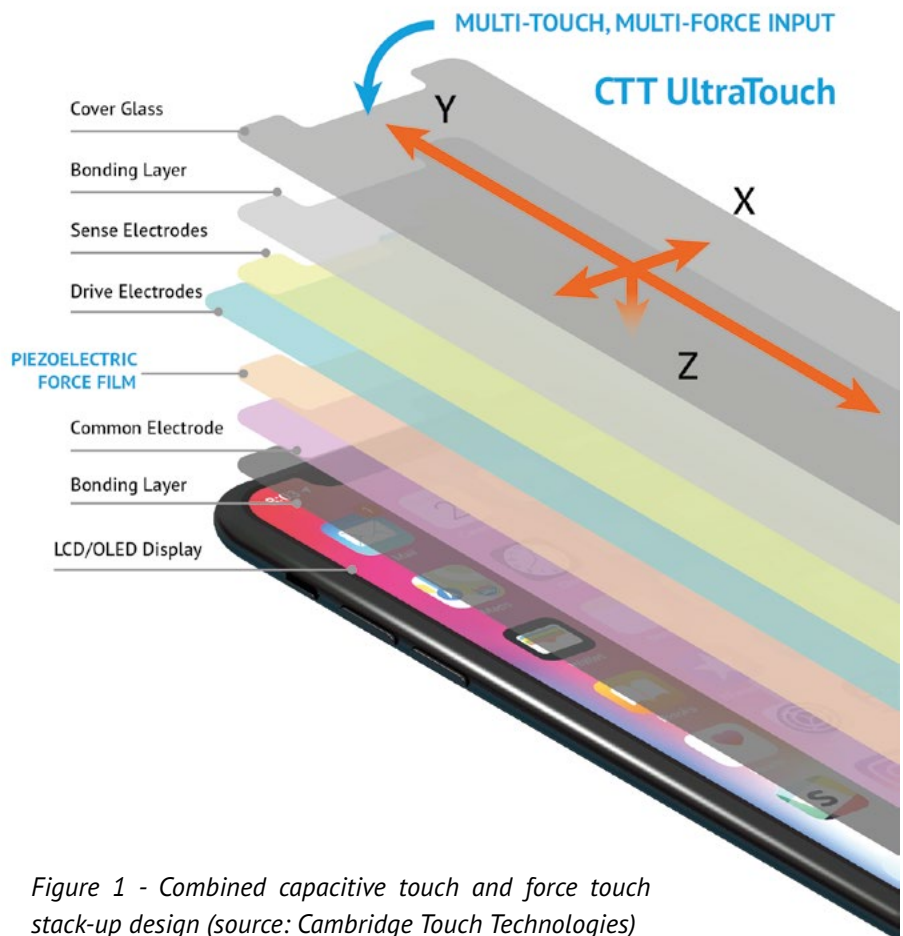 MULTI-TOUCH, MULTI-FORCE INPUT
CTT UltraTouch
Cover Glass
Y
Bonding Layer
X
Sense Electrodes
Drive Electrodes
PIEZOELECTRIC
FORCE FILM
Z
Common Electrode
Bonding Layer
LCD/OLED Display
Figure 1 - Combined capacitive touch and force touch
stack-up design (source: Cambridge Touch Technologies)